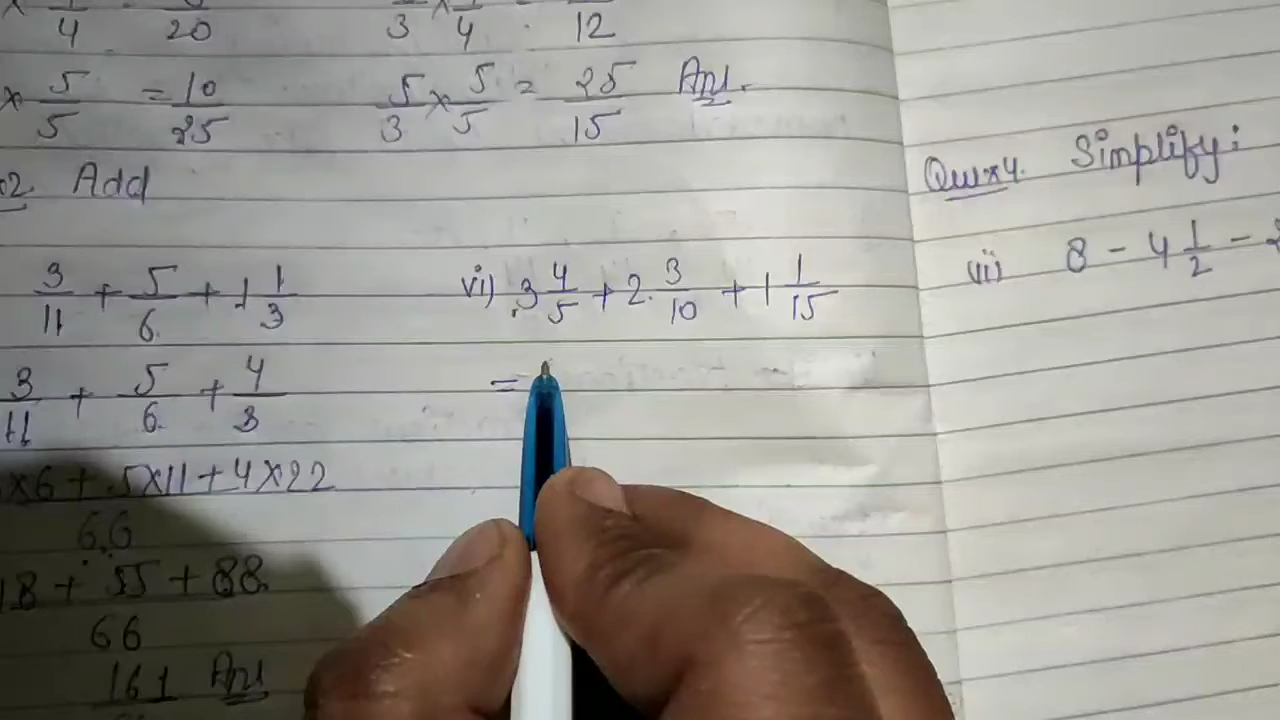 4 20 3 × 4 12
× 5/5 = 10/25 5/3 × 5/5 = 25/15 Ans.
2. Add
3/11 + 5/6 + 1 1/3 vi) 3 4/5 + 2 3/10 + 1 1/15
3/11 + 5/6 + 4/3 =
×6 + 5×11 + 4×22
66
18 + 55 + 88
66
161 Ans
Ques4. Simplify:
8 - 4 1/2 -